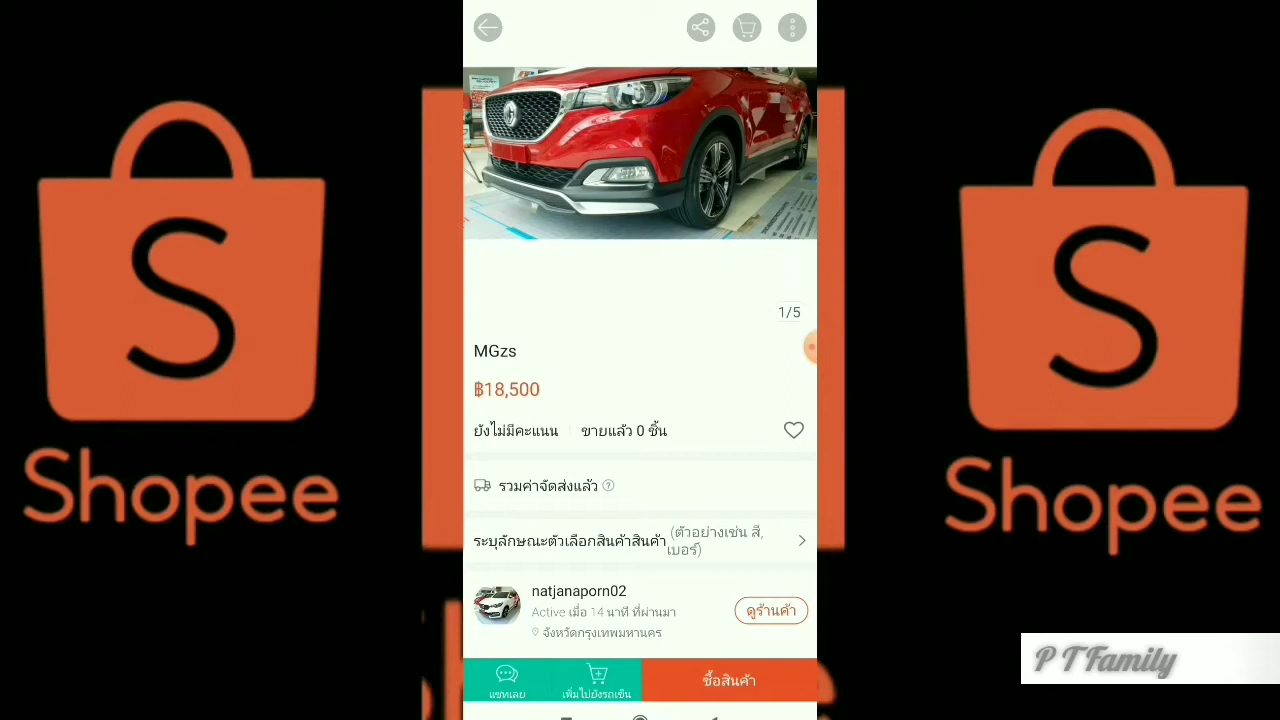 1/5
MGzs
฿18,500
ยังไม่มีคะแนน ขายแล้ว 0 ชิ้น
รวมค่าจัดส่งแล้ว
ระบุลักษณะตัวเลือกสินค้าสินค้า (ตัวอย่างเช่น สี, เบอร์)
natjanaporn02
Active เมื่อ 14 นาที ที่ผ่านมา
จังหวัดกรุงเทพมหานคร
ดูร้านค้า
แชทเลย
เพิ่มไปยังรถเข็น
ซื้อสินค้า
S
Shopee
S
Shopee
P T Family